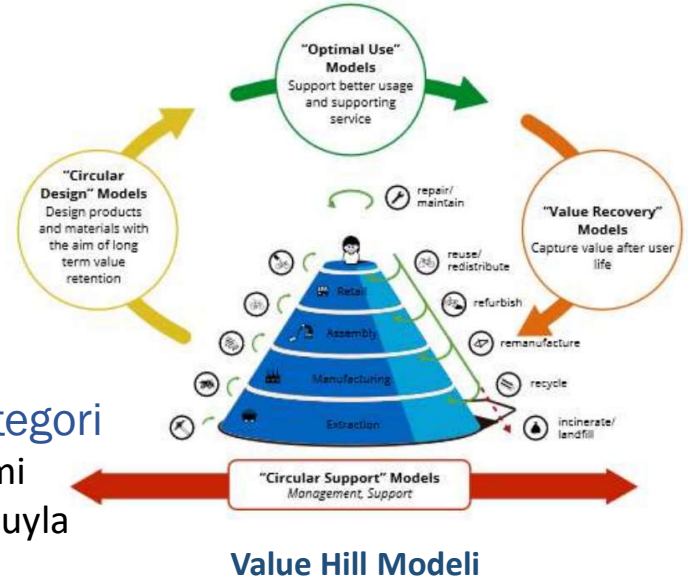 "Optimal Use"
Models
Support better usage
and supporting
service
"Circular
Design" Models
Design products
and materials with
the aim of long
term value
retention
"Value Recovery"
Models
Capture value after user
life
repair/
maintain
reuse/
redistribute
refurbish
remanufacture
recycle
incinerate/
landfill
Retail
Assembly
Manufacturing
Extraction
tegori
mi
uyla
"Circular Support" Models
Management, Support
Value Hill Modeli